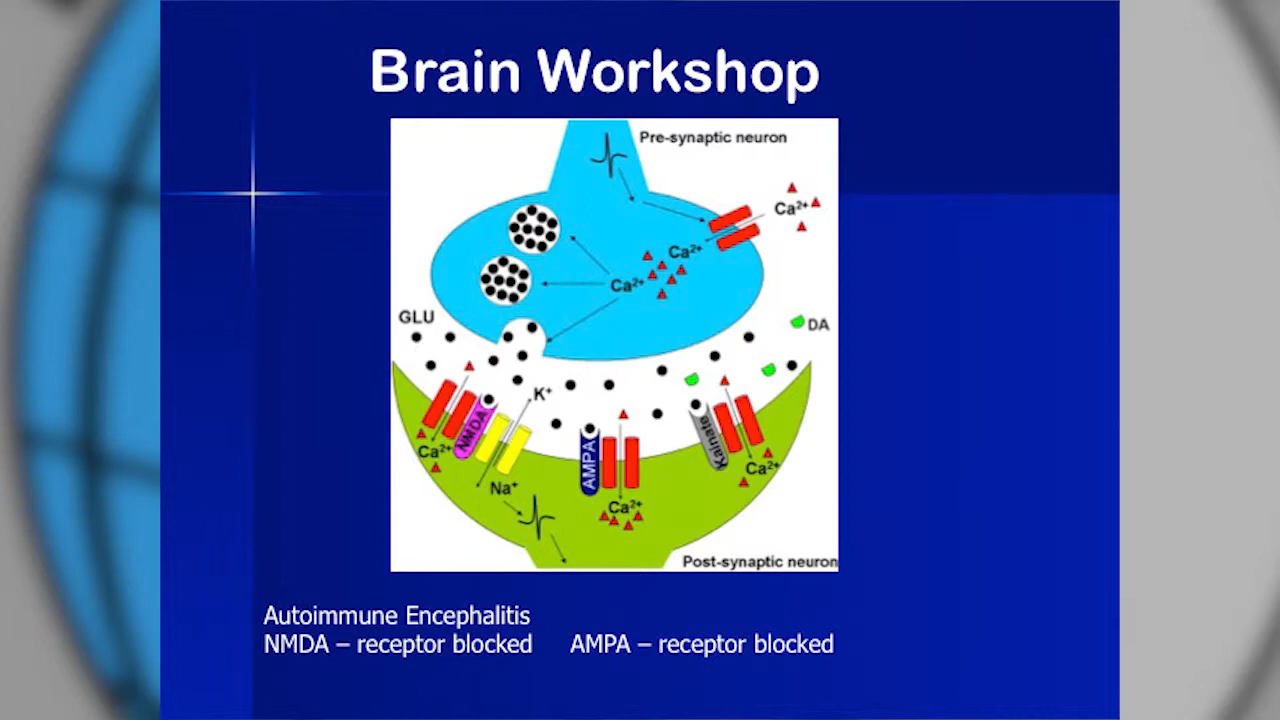 Brain Workshop
Pre-synaptic neuron
Ca²⁺
Ca²⁺
Ca²⁺
GLU
DA
K⁺
NMDA
Ca²⁺
AMPA
Kainate
Ca²⁺
Na⁺
Ca²⁺
Post-synaptic neuron
Autoimmune Encephalitis
NMDA – receptor blocked AMPA – receptor blocked